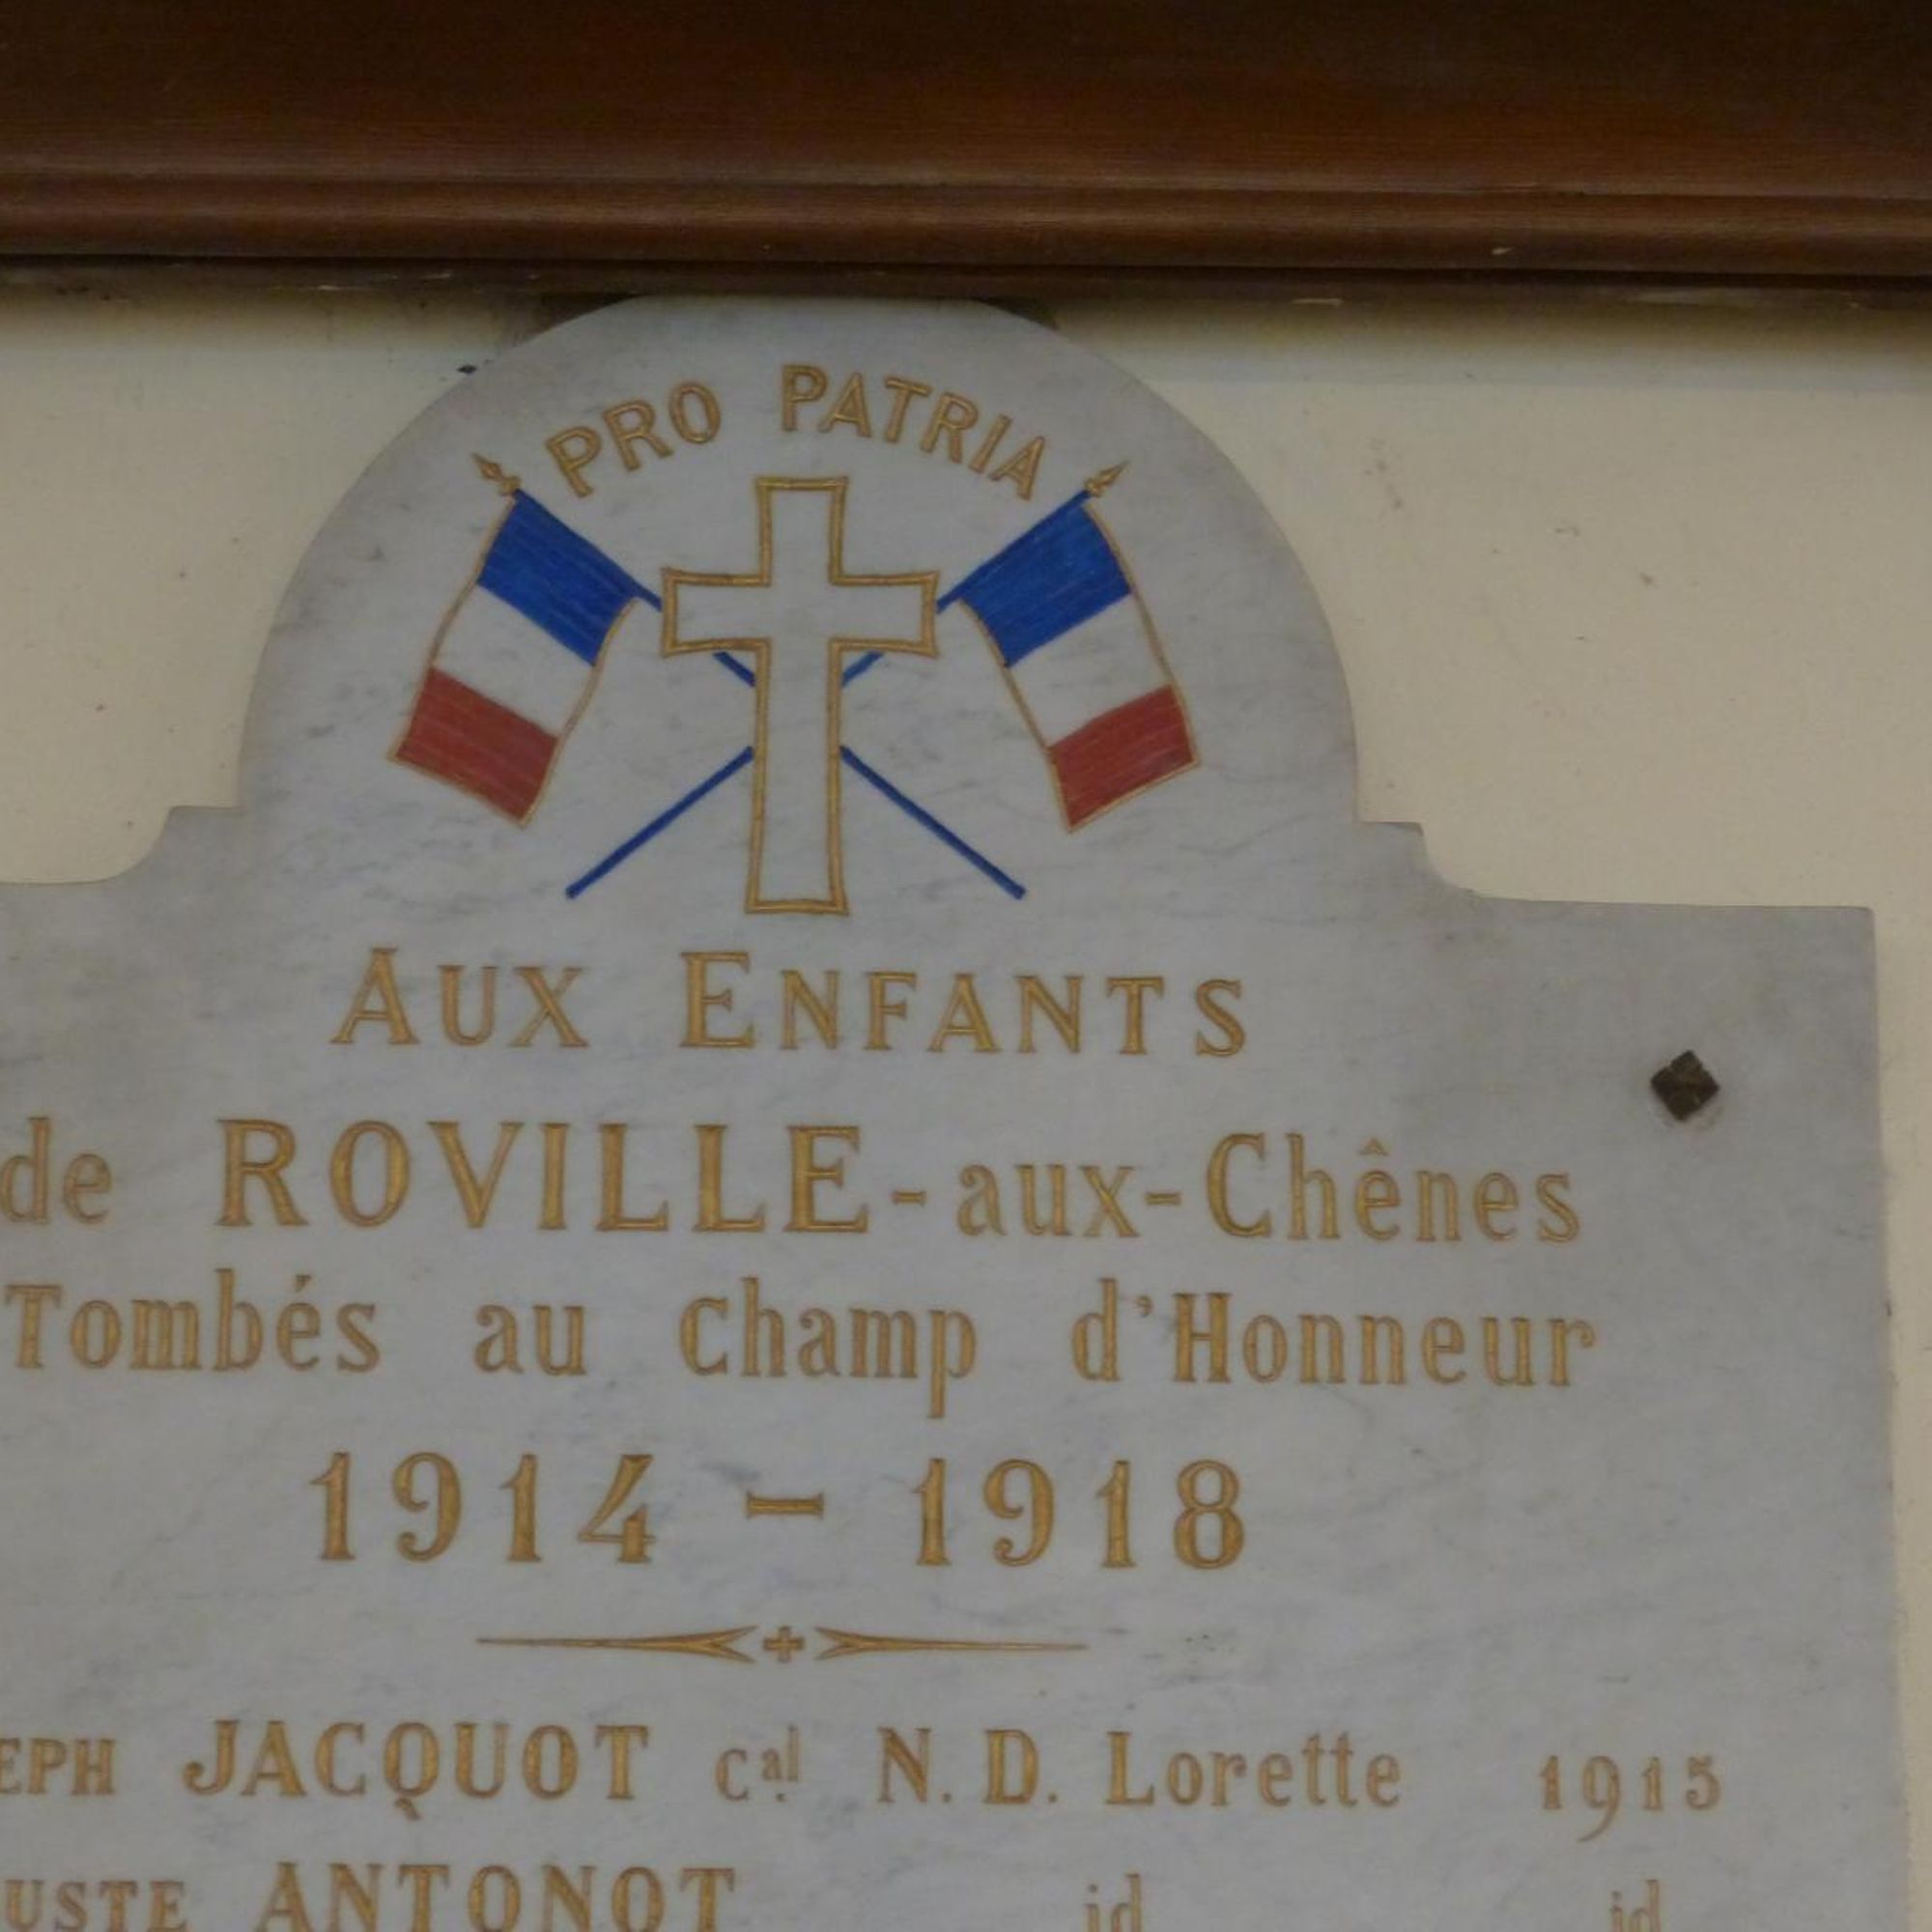 PRO PATRIA
AUX ENFANTS
de ROVILLE-aux-Chênes
Tombés au Champ d'Honneur
1914 - 1918
EPH JACQUOT cal N. D. Lorette 1915
USTE ANTONOT id id